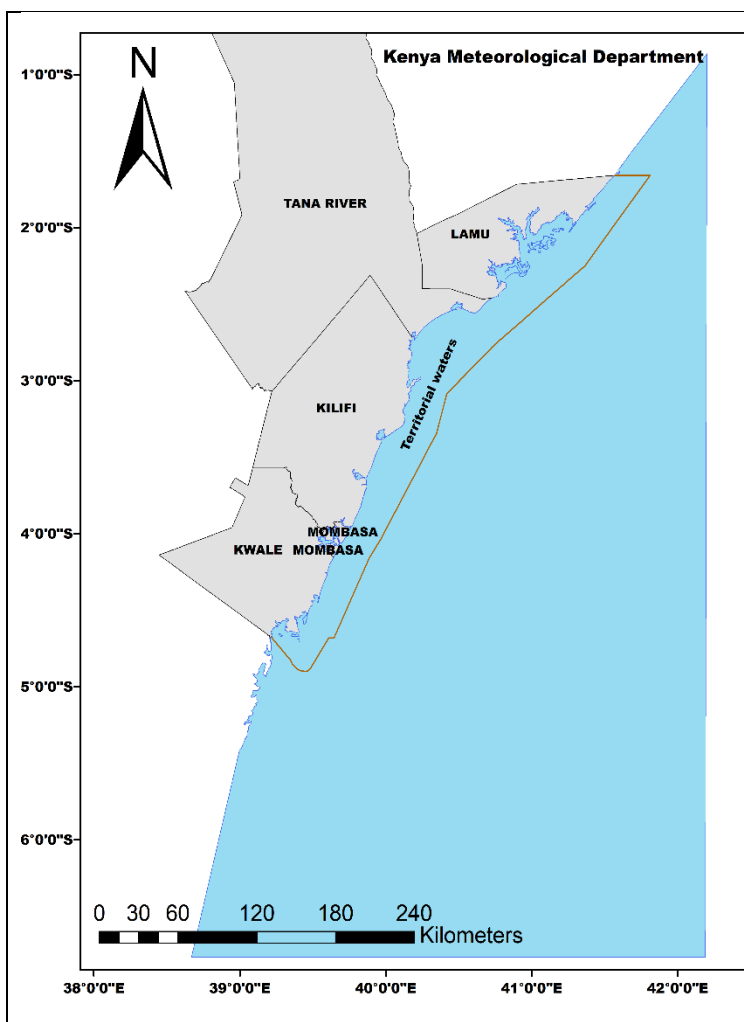 Kenya Meteorological Department
N
1°0'0"S
2°0'0"S
3°0'0"S
4°0'0"S
5°0'0"S
6°0'0"S
TANA RIVER
LAMU
Territorial waters
KILIFI
MOMBASA
KWALE MOMBASA
0 30 60 120 180 240
Kilometers
38°0'0"E 39°0'0"E 40°0'0"E 41°0'0"E 42°0'0"E